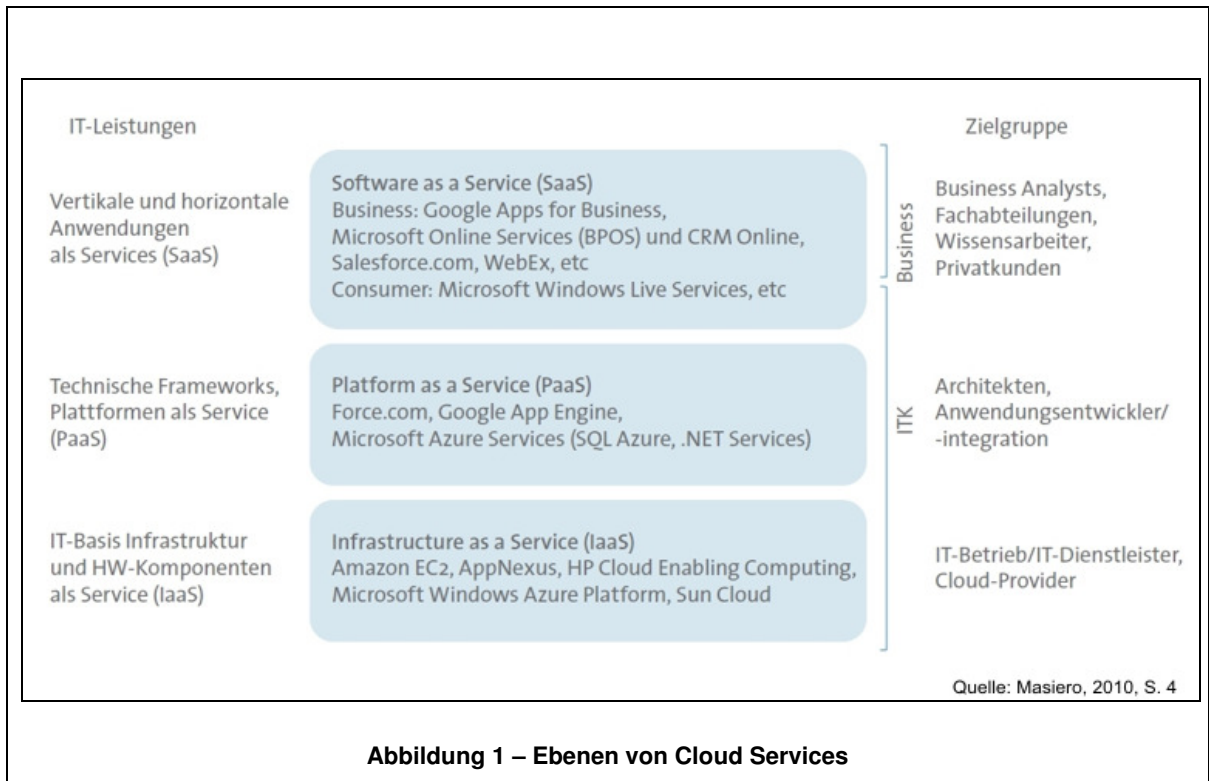 IT-Leistungen
Zielgruppe
Vertikale und horizontale
Anwendungen
als Services (SaaS)
Software as a Service (SaaS)
Business: Google Apps for Business,
Microsoft Online Services (BPOS) und CRM Online,
Salesforce.com, WebEx, etc
Consumer: Microsoft Windows Live Services, etc
Business
Business Analysts,
Fachabteilungen,
Wissensarbeiter,
Privatkunden
Technische Frameworks,
Plattformen als Service
(PaaS)
Platform as a Service (PaaS)
Force.com, Google App Engine,
Microsoft Azure Services (SQL Azure, .NET Services)
ITK
Architekten,
Anwendungsentwickler/
-integration
IT-Basis Infrastruktur
und HW-Komponenten
als Service (IaaS)
Infrastructure as a Service (IaaS)
Amazon EC2, AppNexus, HP Cloud Enabling Computing,
Microsoft Windows Azure Platform, Sun Cloud
IT-Betrieb/IT-Dienstleister,
Cloud-Provider
Quelle: Masiero, 2010, S. 4
Abbildung 1 – Ebenen von Cloud Services